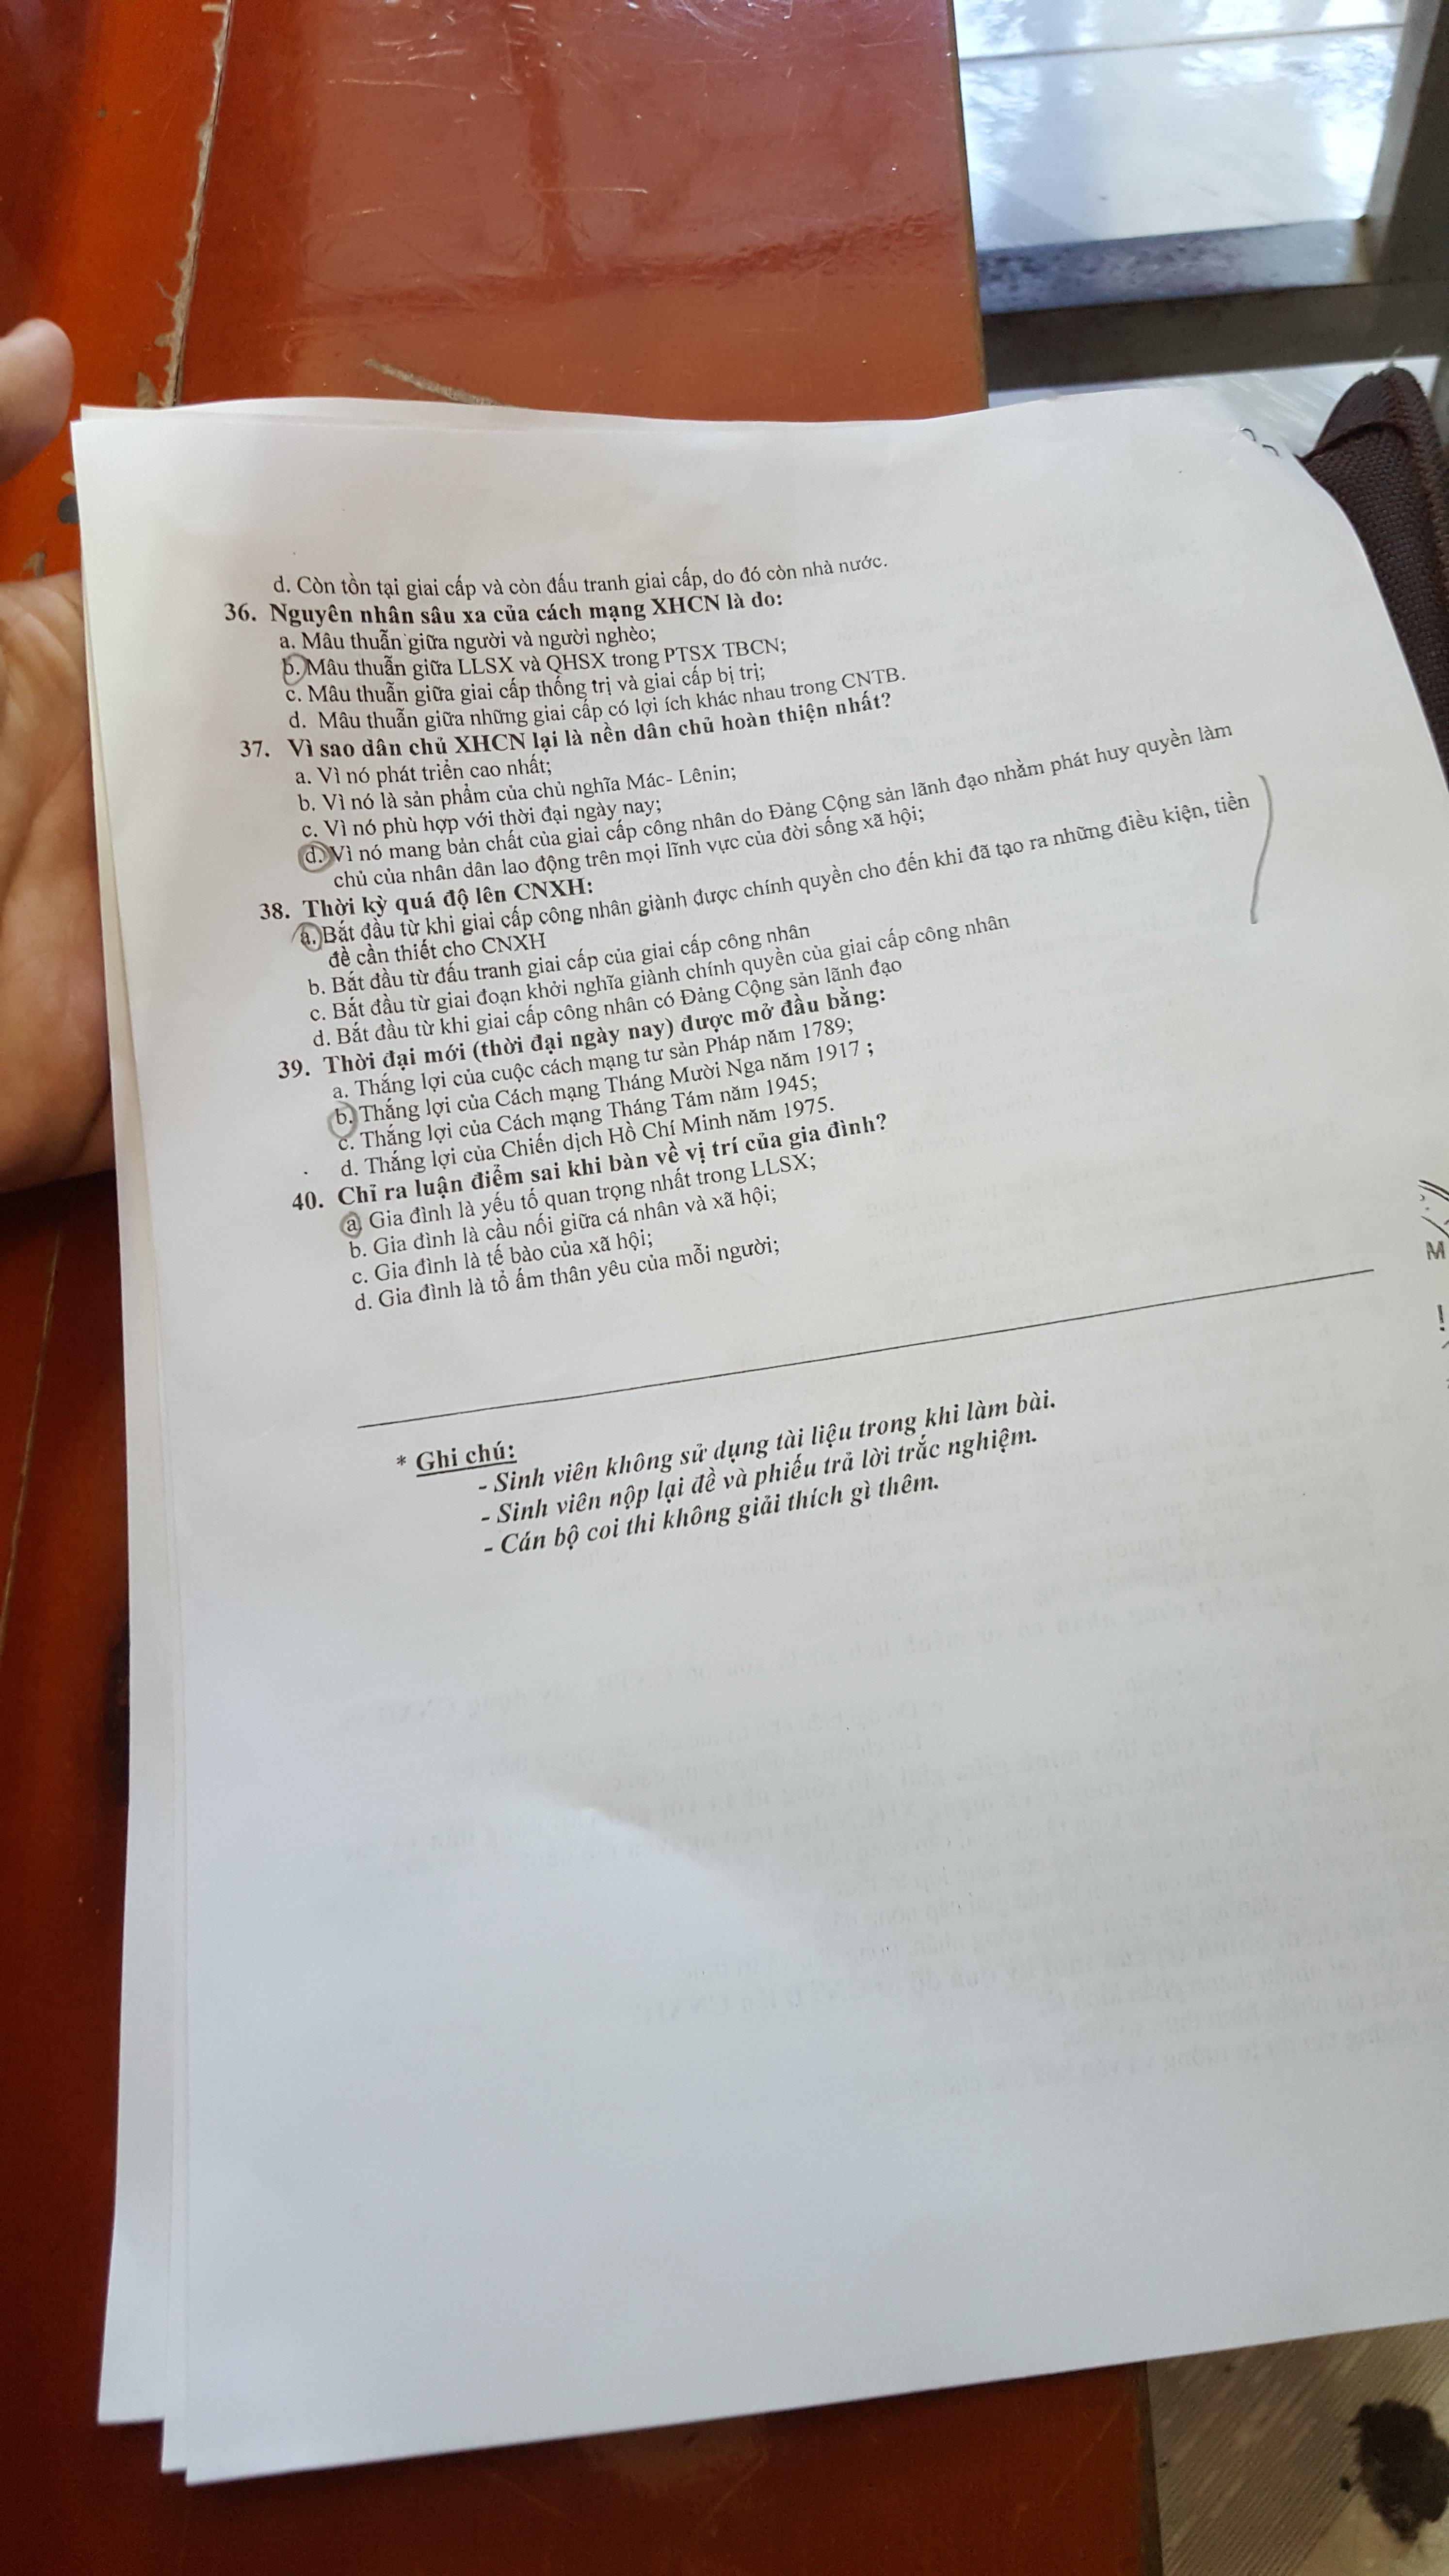 d. Còn tồn tại giai cấp và còn đấu tranh giai cấp, do đó còn nhà nước.
36. Nguyên nhân sâu xa của cách mạng XHCN là do:
a. Mâu thuẫn giữa người và người nghèo;
b. Mâu thuẫn giữa LLSX và QHSX trong PTSX TBCN;
c. Mâu thuẫn giữa giai cấp thống trị và giai cấp bị trị;
d. Mâu thuẫn giữa những giai cấp có lợi ích khác nhau trong CNTB.
37. Vì sao dân chủ XHCN lại là nền dân chủ hoàn thiện nhất?
a. Vì nó phát triển cao nhất;
b. Vì nó là sản phẩm của chủ nghĩa Mác- Lênin;
c. Vì nó phù hợp với thời đại ngày nay;
d. Vì nó mang bản chất của giai cấp công nhân do Đảng Cộng sản lãnh đạo nhằm phát huy quyền làm
chủ của nhân dân lao động trên mọi lĩnh vực của đời sống xã hội;
38. Thời kỳ quá độ lên CNXH:
a. Bắt đầu từ khi giai cấp công nhân giành được chính quyền cho đến khi đã tạo ra những điều kiện, tiền
đề cần thiết cho CNXH
b. Bắt đầu từ đấu tranh giai cấp của giai cấp công nhân
c. Bắt đầu từ giai đoạn khởi nghĩa giành chính quyền của giai cấp công nhân
d. Bắt đầu từ khi giai cấp công nhân có Đảng Cộng sản lãnh đạo
39. Thời đại mới (thời đại ngày nay) được mở đầu bằng:
a. Thắng lợi của cuộc cách mạng tư sản Pháp năm 1789;
b. Thắng lợi của Cách mạng Tháng Mười Nga năm 1917 ;
c. Thắng lợi của Cách mạng Tháng Tám năm 1945;
d. Thắng lợi của Chiến dịch Hồ Chí Minh năm 1975.
40. Chỉ ra luận điểm sai khi bàn về vị trí của gia đình?
a. Gia đình là yếu tố quan trọng nhất trong LLSX;
b. Gia đình là cầu nối giữa cá nhân và xã hội;
c. Gia đình là tế bào của xã hội;
d. Gia đình là tổ ấm thân yêu của mỗi người;
* Ghi chú:
- Sinh viên không sử dụng tài liệu trong khi làm bài.
- Sinh viên nộp lại đề và phiếu trả lời trắc nghiệm.
- Cán bộ coi thi không giải thích gì thêm.